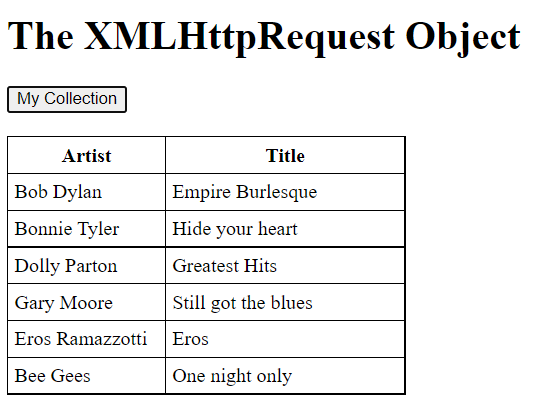 The XMLHttpRequest Object
My Collection
Artist Title
Bob Dylan Empire Burlesque
Bonnie Tyler Hide your heart
Dolly Parton Greatest Hits
Gary Moore Still got the blues
Eros Ramazzotti Eros
Bee Gees One night only